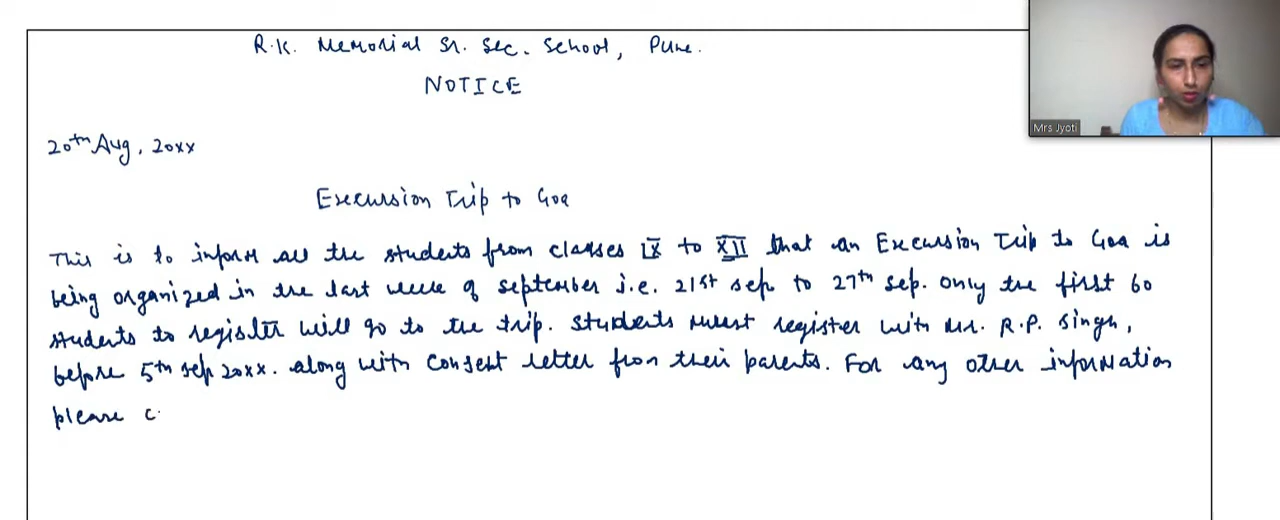 R.K. Memorial Sr. Sec. School, Pune.
NOTICE
Mrs Jyoti
20th Aug, 20xx
Excursion Trip to Goa
This is to inform all the students from classes IX to XII that an Excursion Trip to Goa is
being organized in the last week of september i.e. 21st sep to 27th sep. only the first 60
students to register will go to the trip. Students must register with Mr. R.P. Singh,
before 5th sep 20xx. along with consent letter from their parents. For any other information
please c